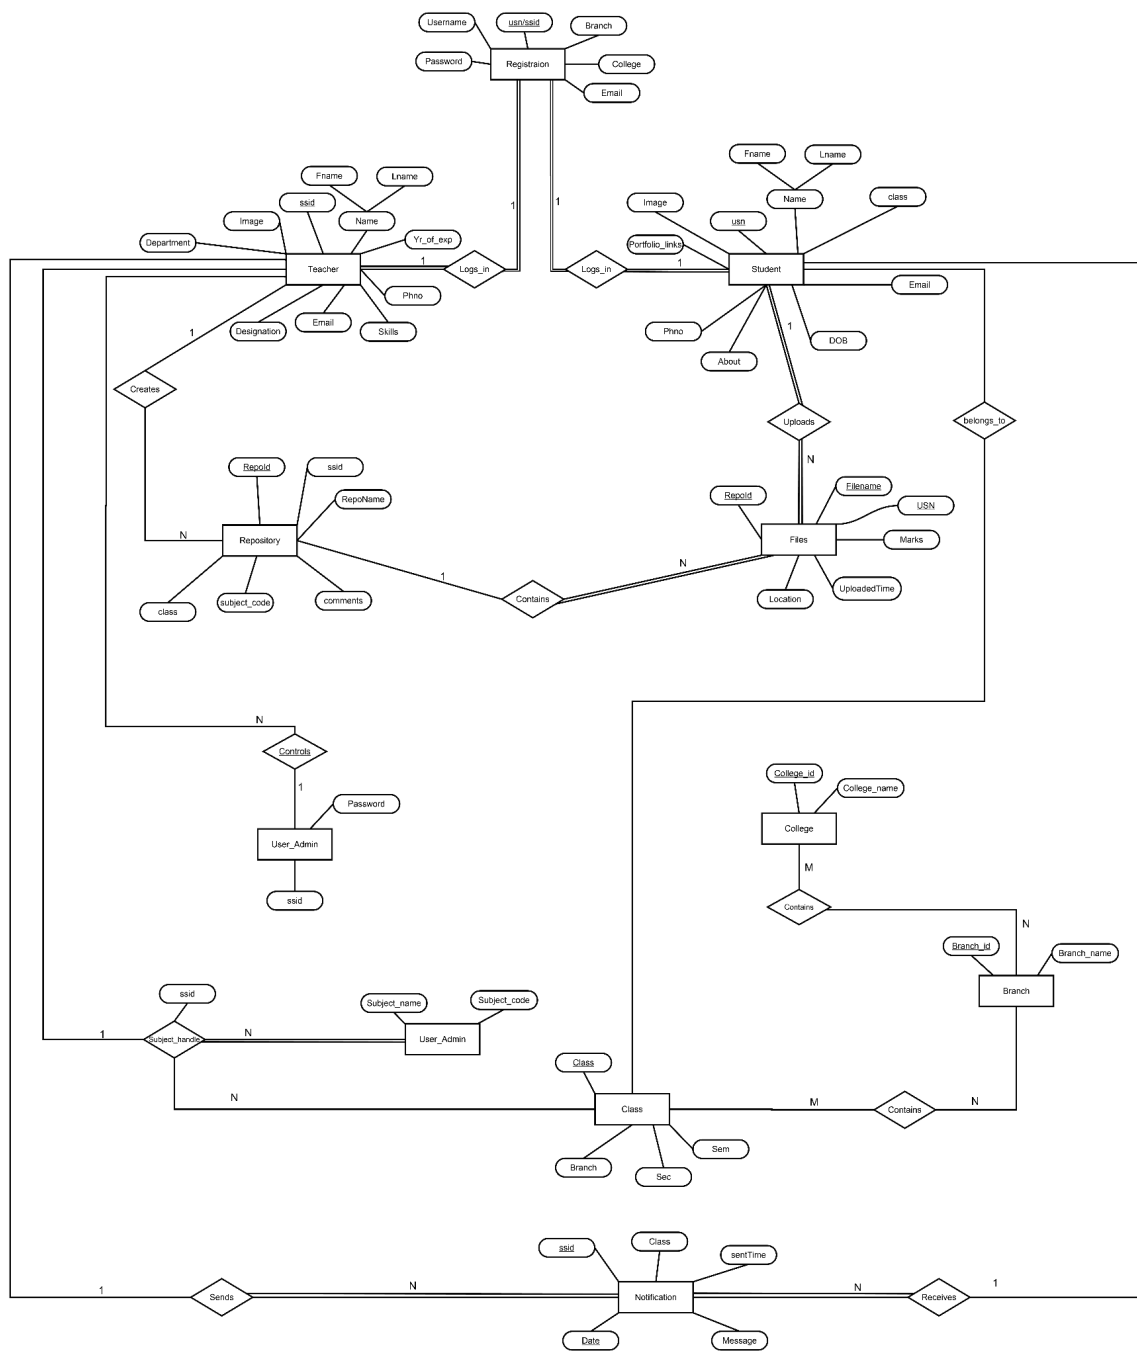 Username
usn/ssid
Branch
Password
Registraion
College
Email
1
1
Fname
Lname
ssid
Image
Name
Department
Yr_of_exp
Teacher
1
Logs_in
Phno
Designation
Email
Skills
Fname
Lname
Image
Name
class
usn
Portfolio_links
Logs_in
1
Student
Email
Phno
About
DOB
1
1
Creates
Uploads
belongs_to
N
RepoId
ssid
RepoName
N
Repository
class
subject_code
comments
1
Contains
N
RepoId
Filename
USN
Files
Marks
Location
UploadedTime
N
Controls
1
Password
User_Admin
ssid
College_id
College_name
College
M
Contains
N
Branch_id
Branch_name
Branch
ssid
1
Subject_handle
N
Subject_name
Subject_code
User_Admin
N
Class
Class
M
Contains
N
Branch
Sec
Sem
ssid
Class
sentTime
1
Sends
N
Notification
N
Receives
1
Date
Message